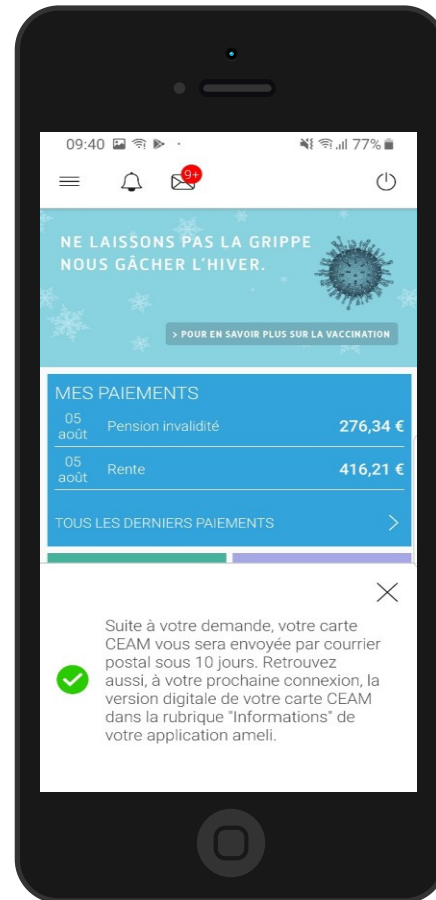 09:40 77%
9+
NE LAISSONS PAS LA GRIPPE
NOUS GÂCHER L'HIVER.
> POUR EN SAVOIR PLUS SUR LA VACCINATION
MES PAIEMENTS
05 août Pension invalidité 276,34 €
05 août Rente 416,21 €
TOUS LES DERNIERS PAIEMENTS >
Suite à votre demande, votre carte
CEAM vous sera envoyée par courrier
postal sous 10 jours. Retrouvez
aussi, à votre prochaine connexion, la
version digitale de votre carte CEAM
dans la rubrique "Informations" de
votre application ameli.